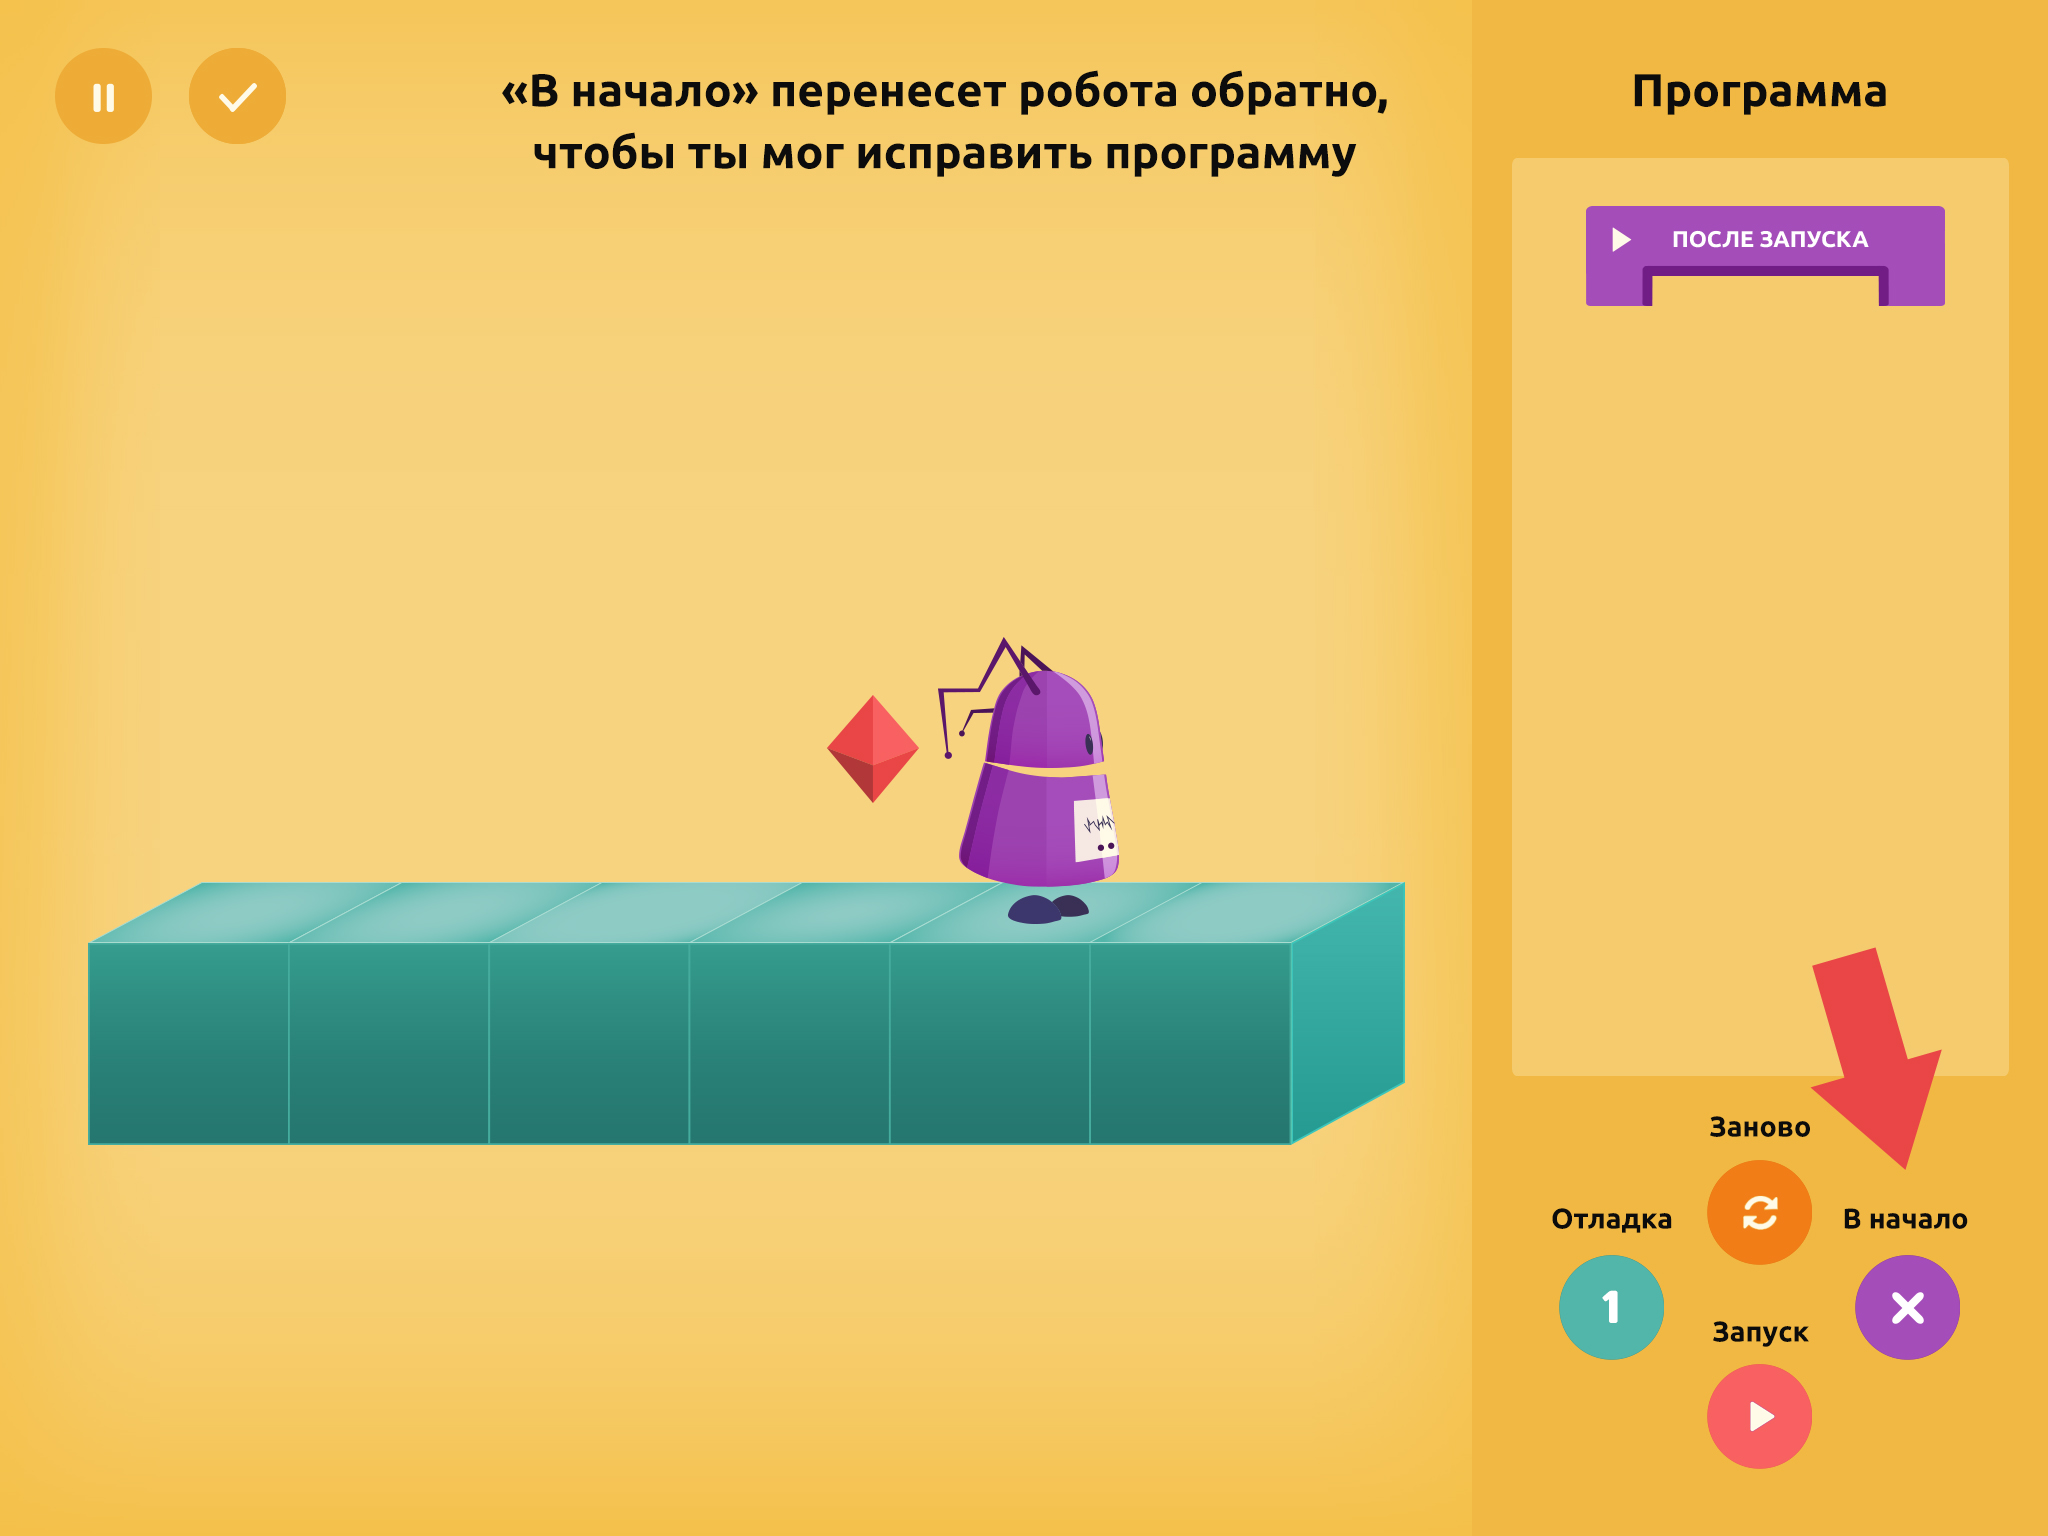 «В начало» перенесет робота обратно,
чтобы ты мог исправить программу
Программа
ПОСЛЕ ЗАПУСКА
Заново
Отладка
В начало
1
Запуск